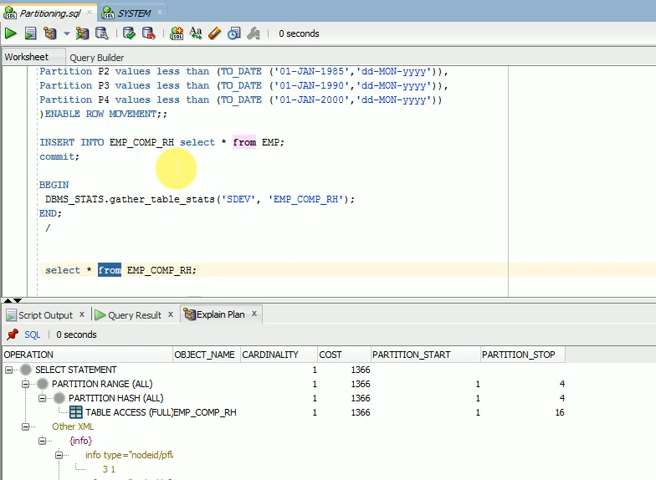 Partitioning.sql × SYSTEM ×
0 seconds
Worksheet Query Builder
Partition P2 values less than (TO_DATE ('01-JAN-1985','dd-MON-yyyy')),
Partition P3 values less than (TO_DATE ('01-JAN-1990','dd-MON-yyyy')),
Partition P4 values less than (TO_DATE ('01-JAN-2000','dd-MON-yyyy'))
)ENABLE ROW MOVEMENT;;
INSERT INTO EMP_COMP_RH select * from EMP;
commit;
BEGIN
DBMS_STATS.gather_table_stats('SDEV', 'EMP_COMP_RH');
END;
/
select * from EMP_COMP_RH;
Script Output × Query Result × Explain Plan ×
SQL 0 seconds
OPERATION OBJECT_NAME CARDINALITY COST PARTITION_START PARTITION_STOP
SELECT STATEMENT 1 1366
PARTITION RANGE (ALL) 1 1366 1 4
PARTITION HASH (ALL) 1 1366 1 4
TABLE ACCESS (FULL) EMP_COMP_RH 1 1366 1 16
Other XML
{info}
info type="nodeid/pfl
3 1